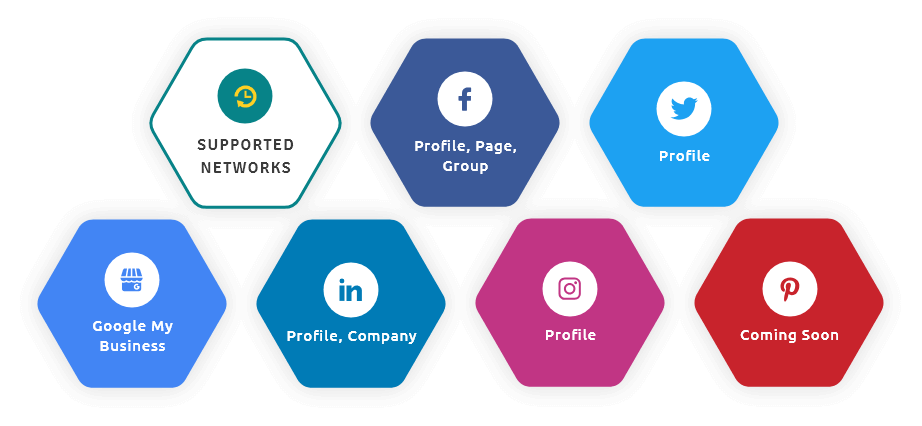 SUPPORTED
NETWORKS
Profile, Page,
Group
Profile
Google My
Business
Profile, Company
Profile
Coming Soon